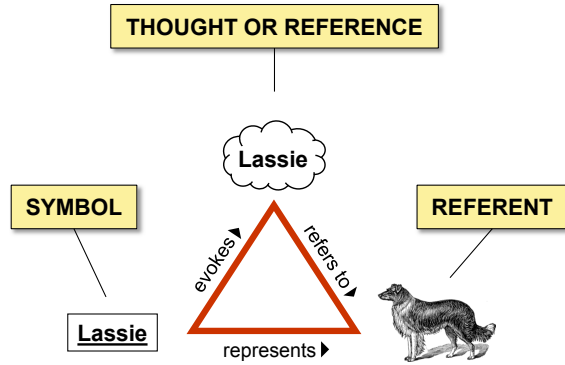 THOUGHT OR REFERENCE
Lassie
SYMBOL
REFERENT
evokes
refers to
Lassie
represents